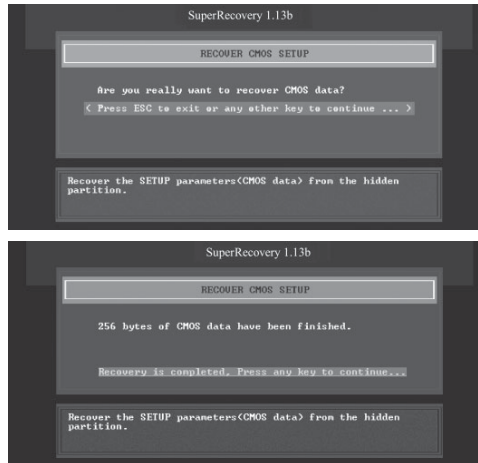 SuperRecovery 1.13b
RECOVER CMOS SETUP
Are you really want to recover CMOS data?
< Press ESC to exit or any other key to continue ... >
Recover the SETUP parameters<CMOS data> from the hidden
partition.
SuperRecovery 1.13b
RECOVER CMOS SETUP
256 bytes of CMOS data have been finished.
Recovery is completed. Press any key to continue...
Recover the SETUP parameters<CMOS data> from the hidden
partition.